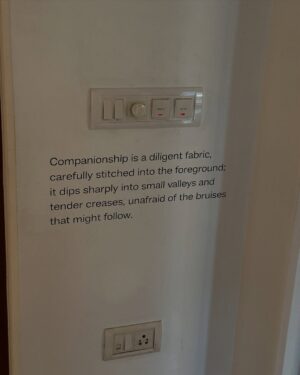 Companionship is a diligent fabric,
carefully stitched into the foreground;
it dips sharply into small valleys and
tender creases, unafraid of the bruises
that might follow.